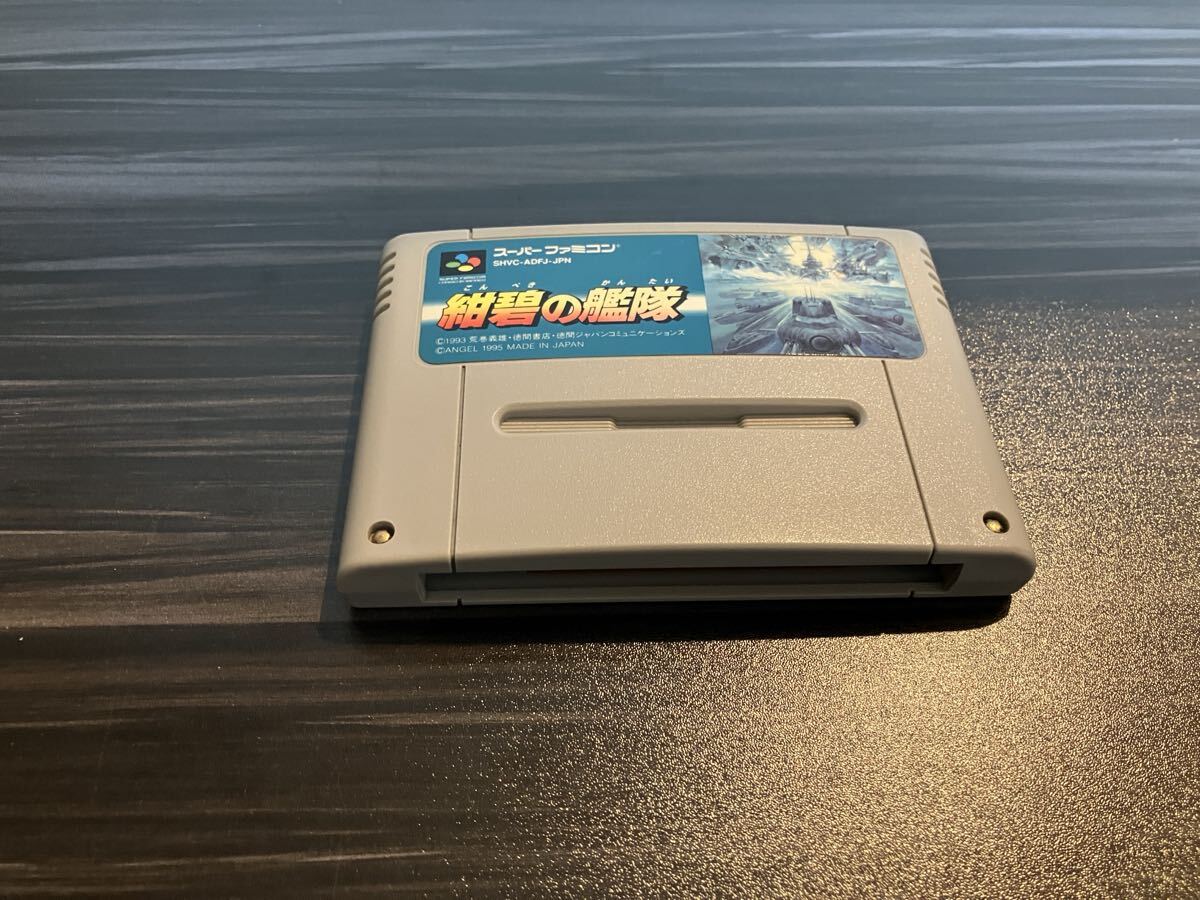 スーパーファミコン®
SHVC-ADFJ-JPN
SUPER FAMICOM
こん ぺき かん たい
紺碧の艦隊
©1993 荒巻義雄・徳間書店・徳間ジャパンコミュニケーションズ
©ANGEL 1995 MADE IN JAPAN